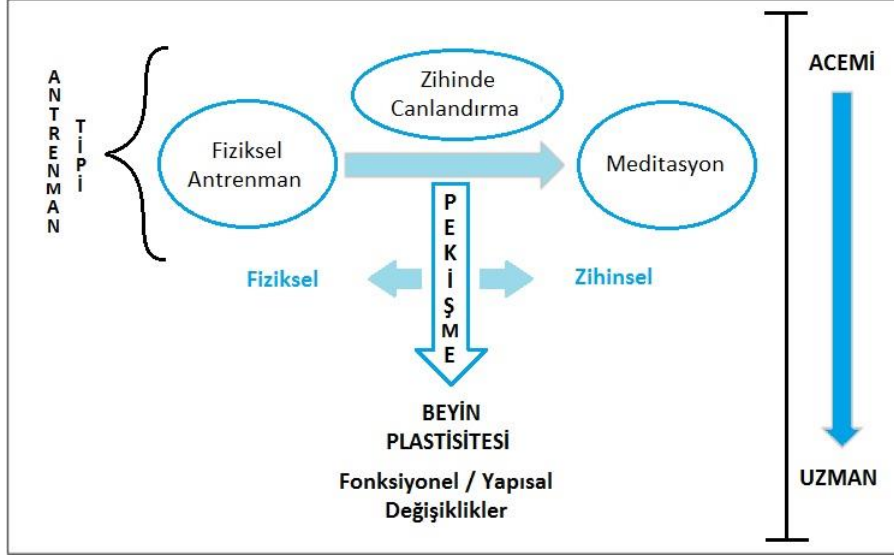 ANTRENMAN
TİPİ
Fiziksel
Antrenman
Zihinde
Canlandırma
Meditasyon
PEKİŞME
Fiziksel
Zihinsel
BEYİN
PLASTİSİTESİ
Fonksiyonel / Yapısal
Değişiklikler
ACEMİ
UZMAN